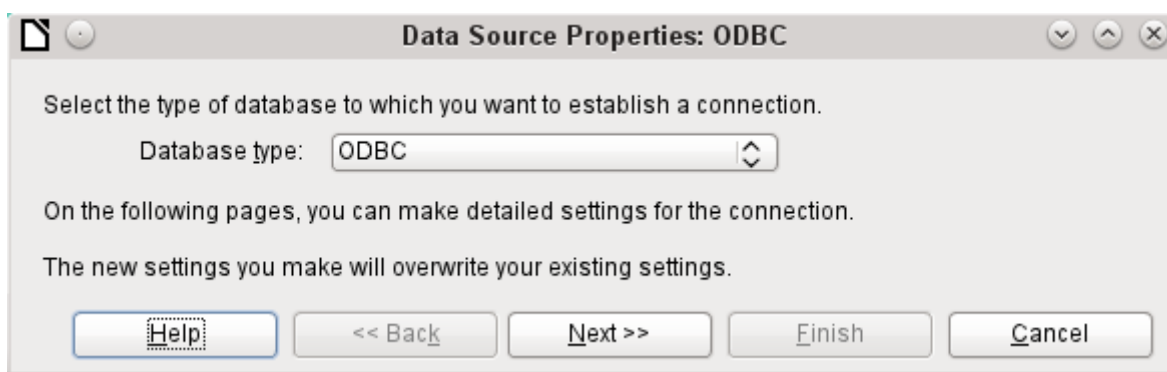 Data Source Properties: ODBC
Select the type of database to which you want to establish a connection.
Database type: ODBC
On the following pages, you can make detailed settings for the connection.
The new settings you make will overwrite your existing settings.
Help << Back Next >> Finish Cancel